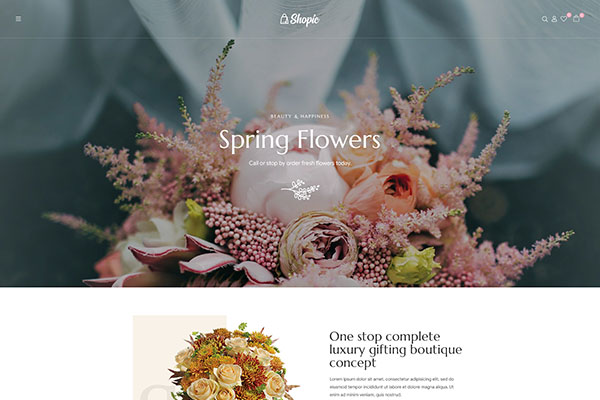 Shopic
BEAUTY & HAPPINESS
Spring Flowers
Call or stop by order fresh flowers today.
One stop complete
luxury gifting boutique
concept
Lorem ipsum dolor sit amet, consectetur adipiscing elit, sed do
eiusmod tempor incididunt ut labore et dolore magna aliqua. Ut
enim ad minim veniam, quis nostrud.